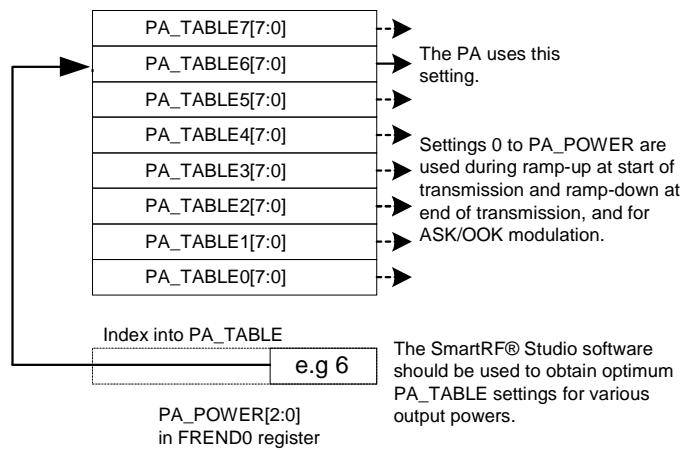 PA_TABLE7[7:0]
PA_TABLE6[7:0]
The PA uses this
setting.
PA_TABLE5[7:0]
PA_TABLE4[7:0]
PA_TABLE3[7:0]
PA_TABLE2[7:0]
PA_TABLE1[7:0]
PA_TABLE0[7:0]
Settings 0 to PA_POWER are
used during ramp-up at start of
transmission and ramp-down at
end of transmission, and for
ASK/OOK modulation.
Index into PA_TABLE
e.g 6
PA_POWER[2:0]
in FREND0 register
The SmartRF® Studio software
should be used to obtain optimum
PA_TABLE settings for various
output powers.